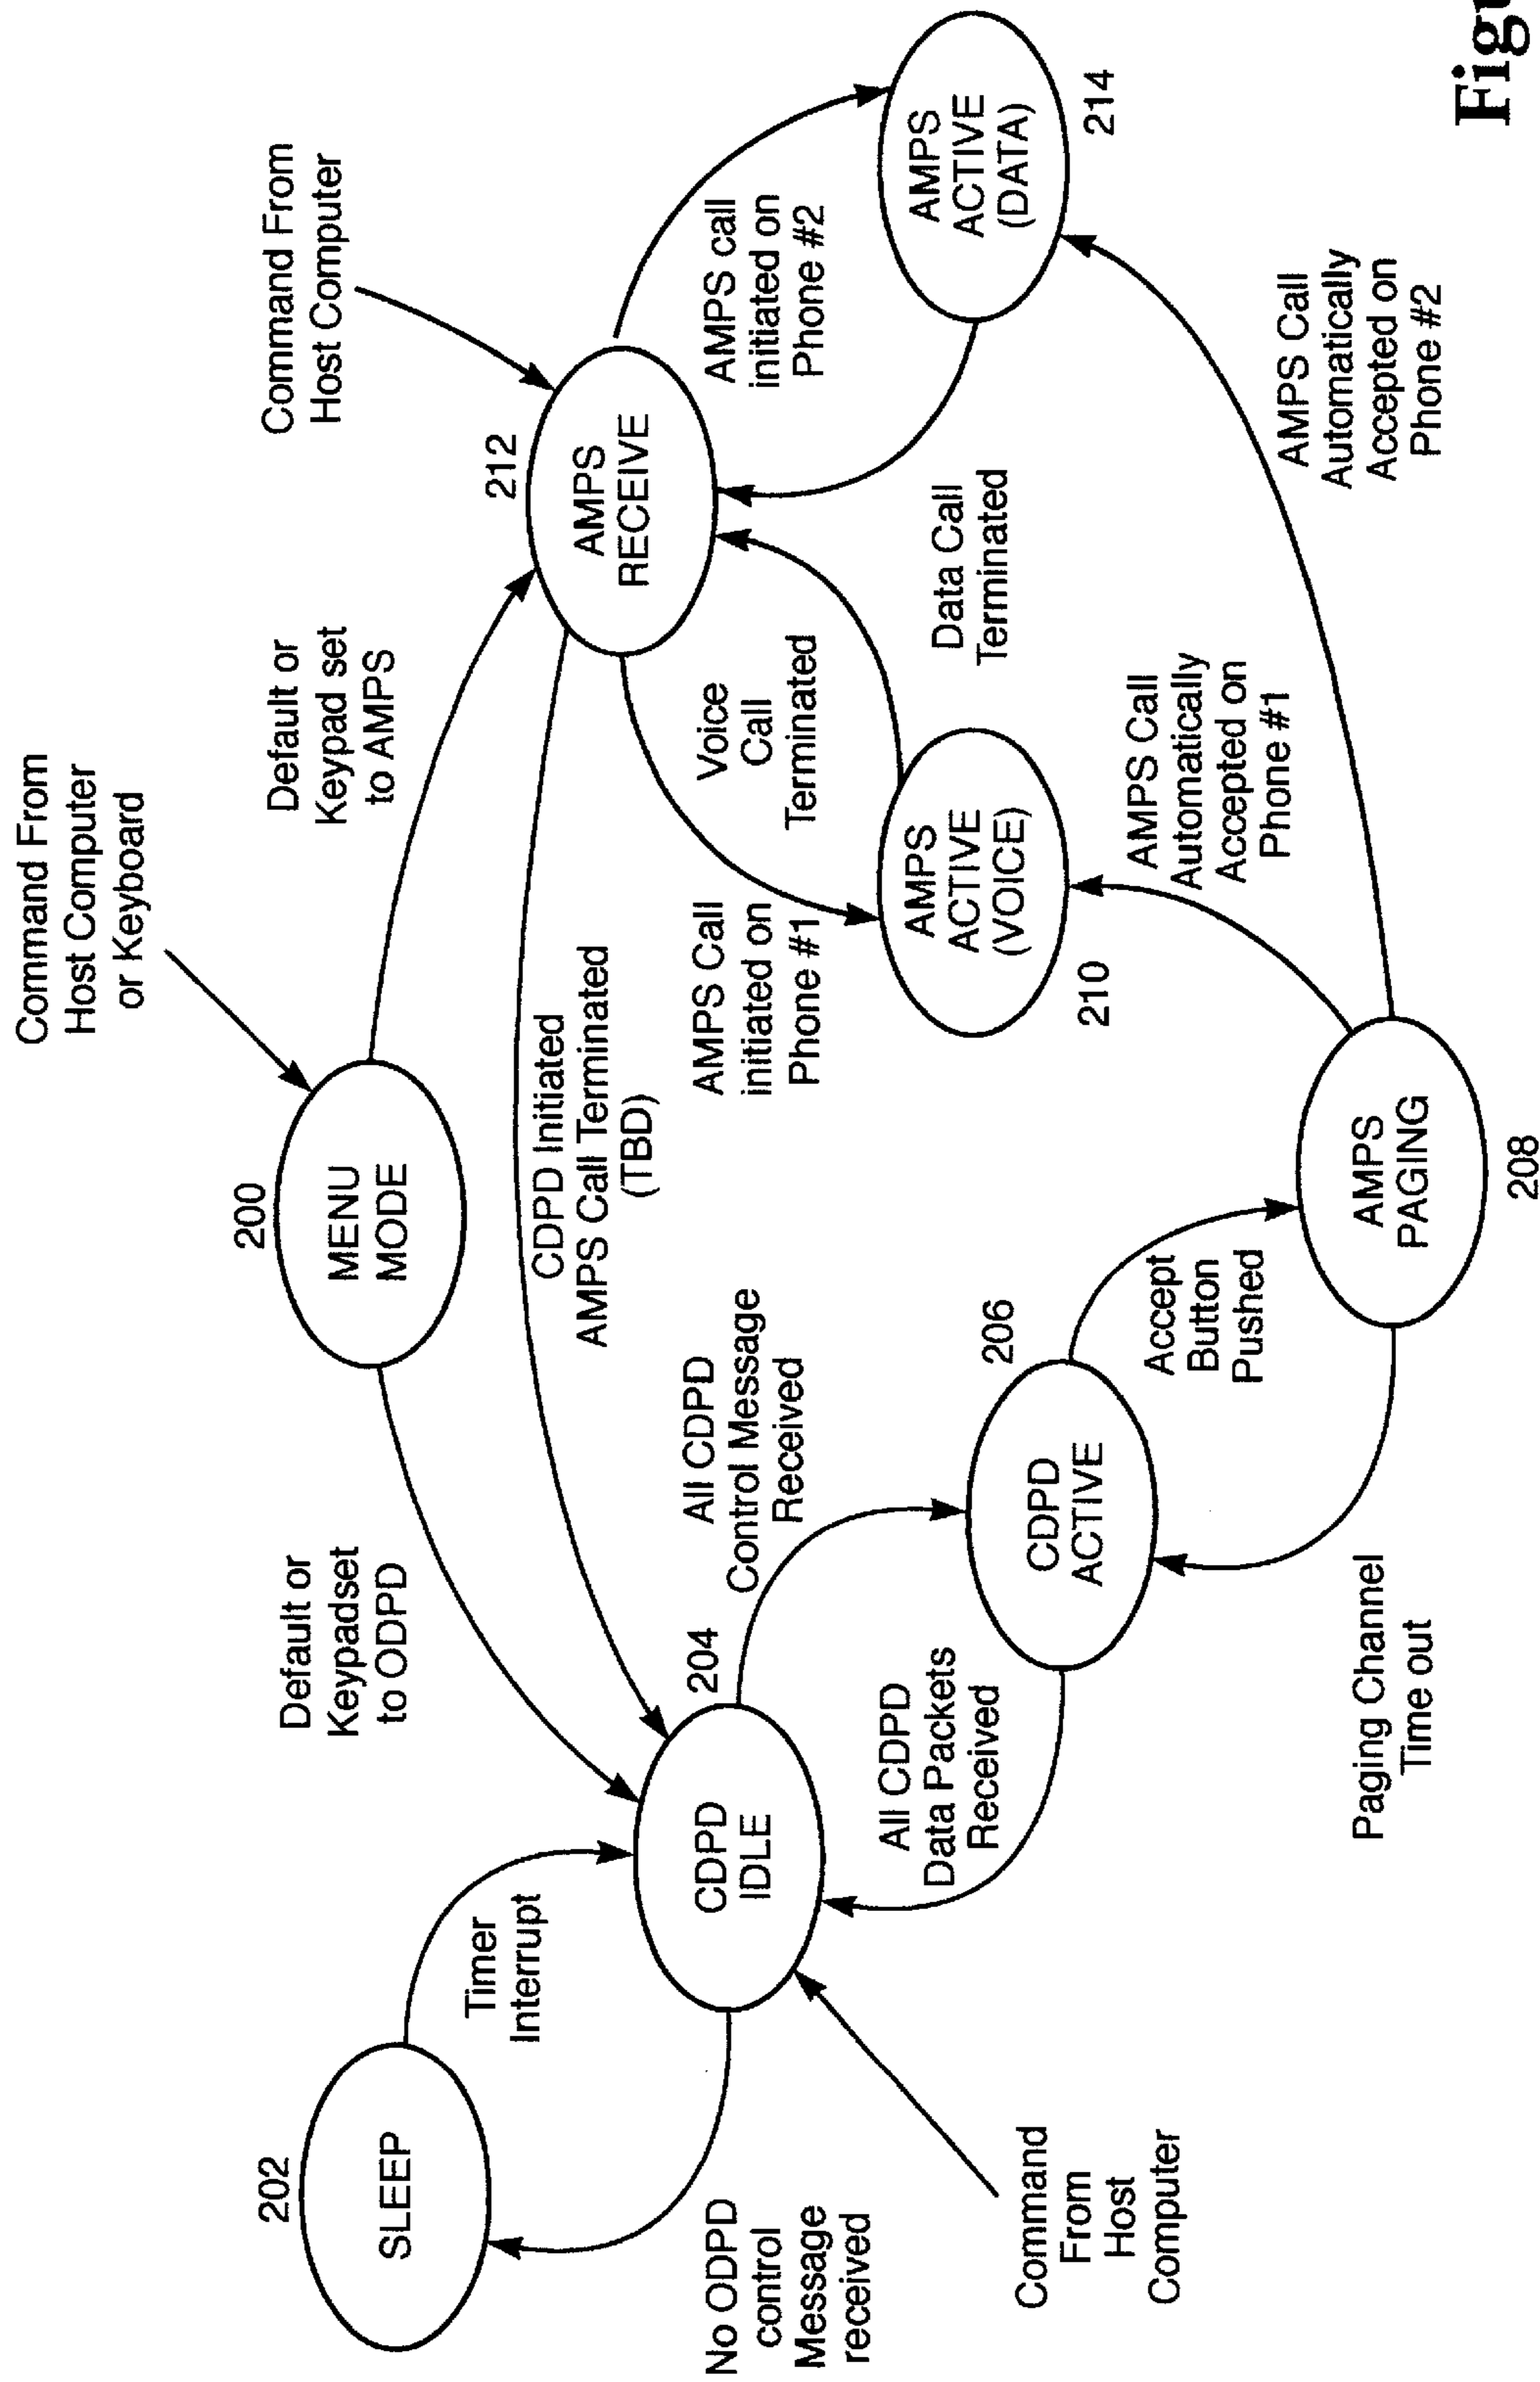 Command From
Host Computer
or Keyboard
200
MENU
MODE
Default or
Keypadset
to ODPD
Default or
Keypad set
to AMPS
Command From
Host Computer
202
SLEEP
Timer
Interrupt
No ODPD
control
Message
received
204
CDPD
IDLE
Command
From
Host
Computer
CDPD Initiated
AMPS Call Terminated
(TBD)
212
AMPS
RECEIVE
All CDPD
Control Message
Received
All CDPD
Data Packets
Received
206
CDPD
ACTIVE
Accept
Button
Pushed
Paging Channel
Time out
AMPS Call
initiated on
Phone #1
Voice
Call
Terminated
AMPS call
initiated on
Phone #2
Data Call
Terminated
210
AMPS
ACTIVE
(VOICE)
214
AMPS
ACTIVE
(DATA)
208
AMPS
PAGING
AMPS Call
Automatically
Accepted on
Phone #1
AMPS Call
Automatically
Accepted on
Phone #2